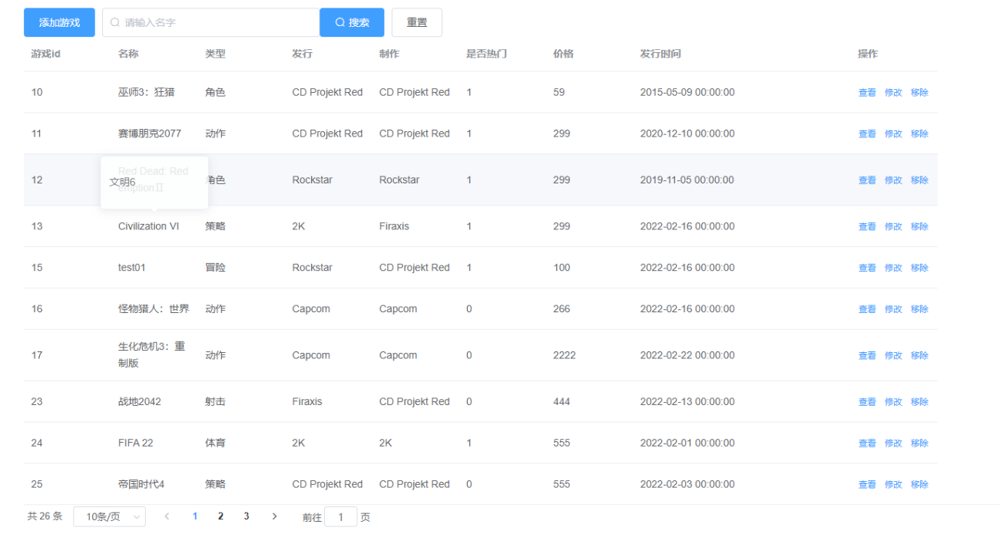 添加游戏 请输入名字 搜索 重置
游戏id 名称 类型 发行 制作 是否热门 价格 发行时间 操作
10 巫师3：狂猎 角色 CD Projekt Red CD Projekt Red 1 59 2015-05-09 00:00:00 查看 修改 移除
11 赛博朋克2077 动作 CD Projekt Red CD Projekt Red 1 299 2020-12-10 00:00:00 查看 修改 移除
Red Dead: Red
12 文明6 角色 Rockstar Rockstar 1 299 2019-11-05 00:00:00 查看 修改 移除
emptionⅡ
13 Civilization VI 策略 2K Firaxis 1 299 2022-02-16 00:00:00 查看 修改 移除
15 test01 冒险 Rockstar CD Projekt Red 1 100 2022-02-16 00:00:00 查看 修改 移除
16 怪物猎人：世界 动作 Capcom Capcom 0 266 2022-02-16 00:00:00 查看 修改 移除
生化危机3：重
17 动作 Capcom Capcom 0 2222 2022-02-22 00:00:00 查看 修改 移除
制版
23 战地2042 射击 Firaxis CD Projekt Red 0 444 2022-02-13 00:00:00 查看 修改 移除
24 FIFA 22 体育 2K 2K 1 555 2022-02-01 00:00:00 查看 修改 移除
25 帝国时代4 策略 CD Projekt Red CD Projekt Red 0 555 2022-02-03 00:00:00 查看 修改 移除
共 26 条 10条/页 1 2 3 前往 1 页